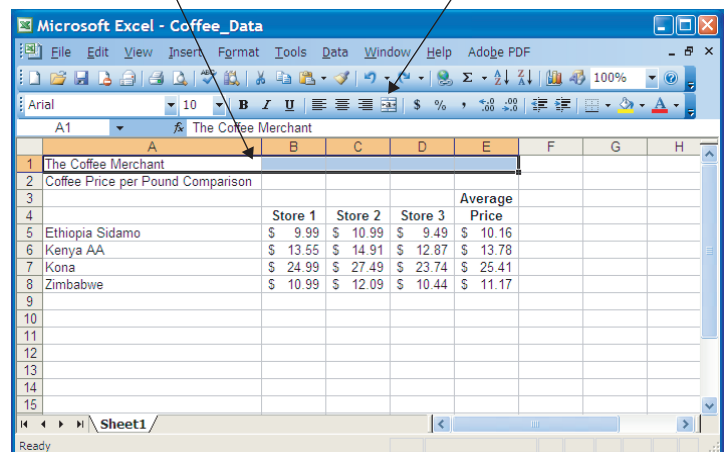 Microsoft Excel - Coffee_Data
File Edit View Insert Format Tools Data Window Help Adobe PDF
100%
Arial 10 B I U $ % , .00
A1 fx The Coffee Merchant
A B C D E F G H
1 The Coffee Merchant
2 Coffee Price per Pound Comparison
3 Average
4 Store 1 Store 2 Store 3 Price
5 Ethiopia Sidamo $ 9.99 $ 10.99 $ 9.49 $ 10.16
6 Kenya AA $ 13.55 $ 14.91 $ 12.87 $ 13.78
7 Kona $ 24.99 $ 27.49 $ 23.74 $ 25.41
8 Zimbabwe $ 10.99 $ 12.09 $ 10.44 $ 11.17
9
10
11
12
13
14
15
Sheet1
Ready